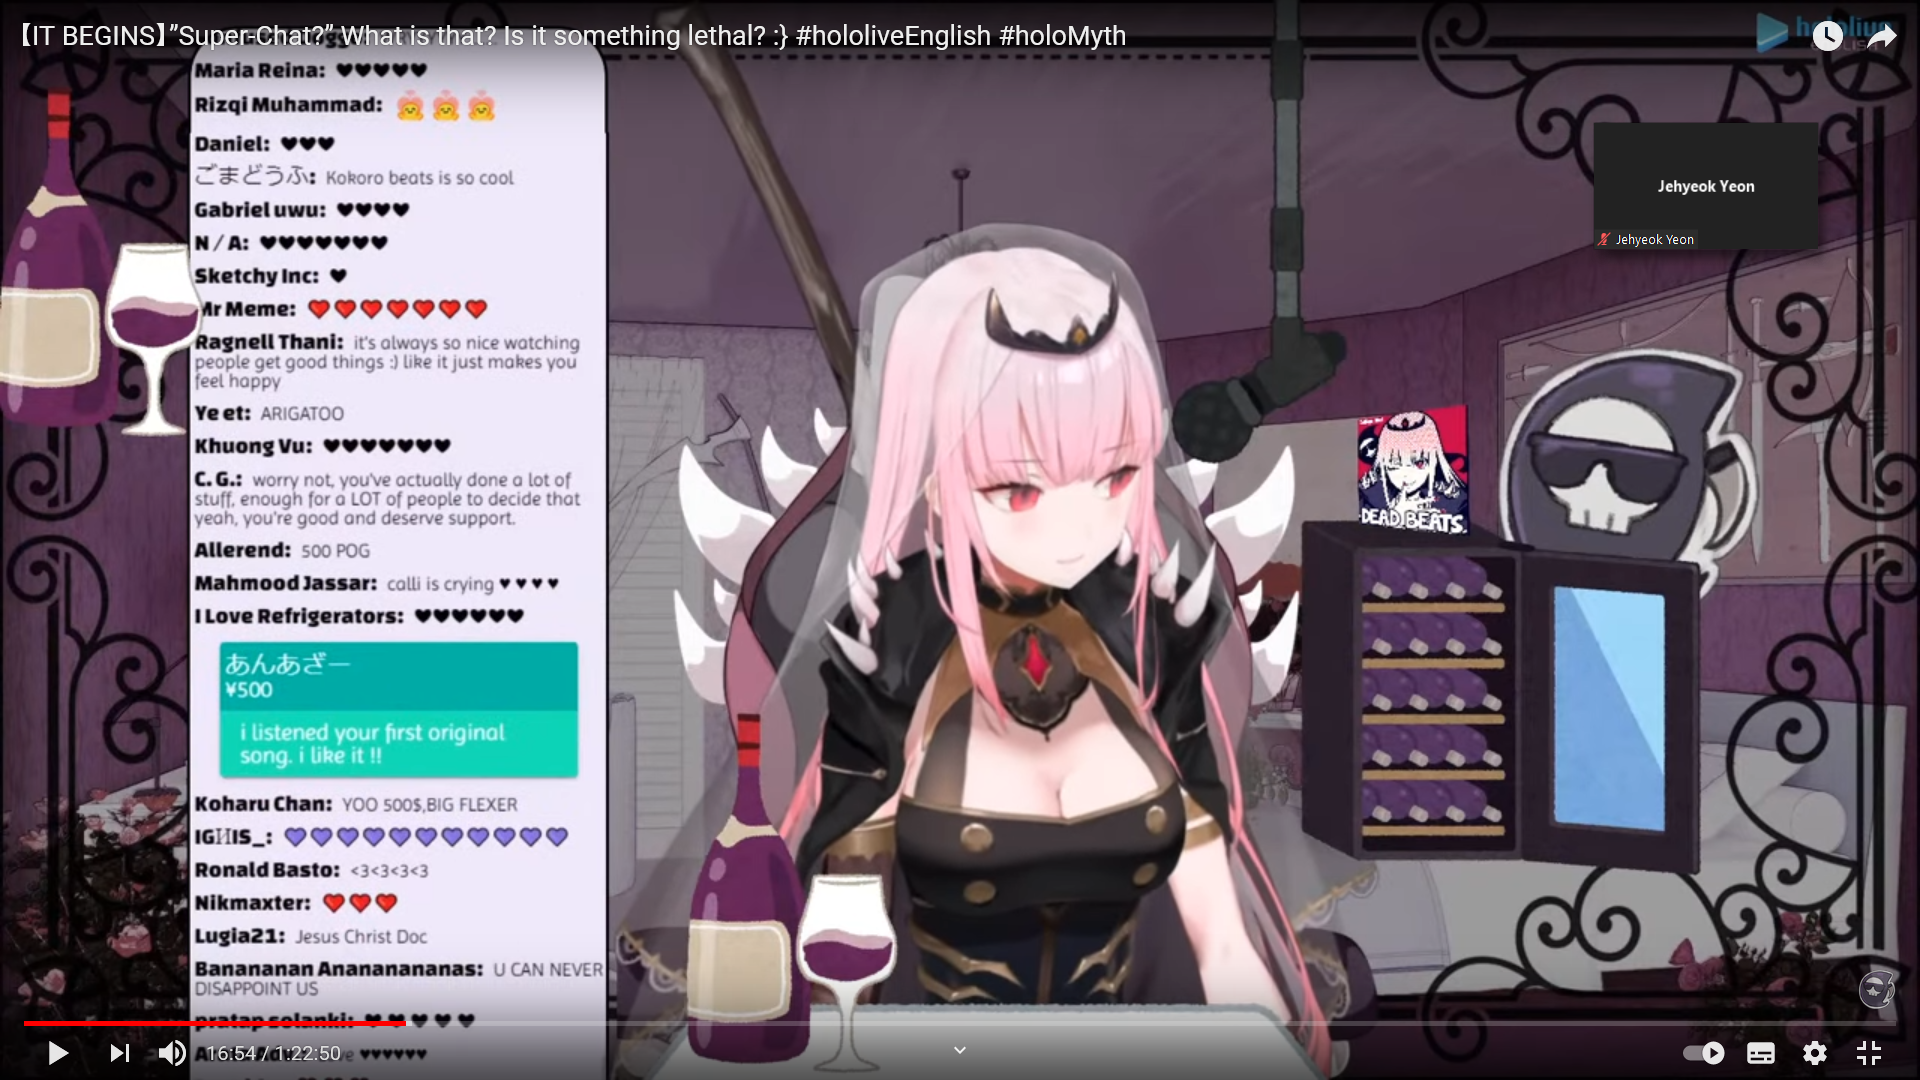 【IT BEGINS】”Super-Chat?” What is that? Is it something lethal? :} #hololiveEnglish #holoMyth
Maria Reina: ♥♥♥♥♥
Rizqi Muhammad:
Daniel: ♥♥♥
ごまどうふ: Kokoro beats is so cool
Gabriel uwu: ♥♥♥♥
N / A: ♥♥♥♥♥♥♥
Sketchy Inc: ♥
Mr Meme: ❤❤❤❤❤❤❤
Ragnell Thani: it's always so nice watching
people get good things :) like it just makes you
feel happy
Ye et: ARIGATOO
Khuong Vu: ♥♥♥♥♥♥♥
C. G.: worry not, you've actually done a lot of
stuff, enough for a LOT of people to decide that
yeah, you're good and deserve support.
Allerend: 500 POG
Mahmood Jassar: calli is crying ♥ ♥ ♥ ♥
I Love Refrigerators: ♥♥♥♥♥♥
あんあざー
¥500
i listened your first original
song. i like it !!
Koharu Chan: YOO 500$,BIG FLEXER
IGИIS_: 💜💜💜💜💜💜💜💜💜💜💜
Ronald Basto: <3<3<3<3
Nikmaxter: ❤❤❤
Lugia21: Jesus Christ Doc
Banananan Ananananananas: U CAN NEVER
DISAPPOINT US
pratap solanki: ♥ ♥ ♥ ♥ ♥
16:54 / 1:22:50
Jehyeok Yeon
Jehyeok Yeon
DEAD BEATS